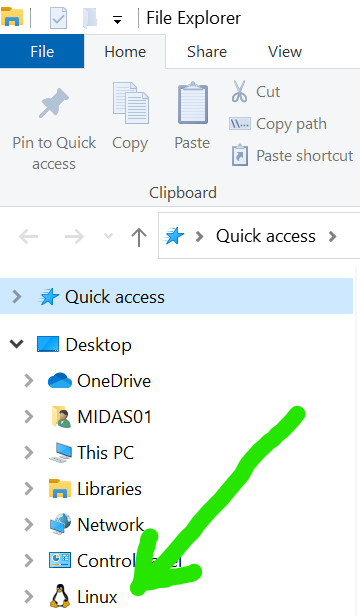 File Explorer
File Home Share View
Pin to Quick access
Copy
Paste
Cut
Copy path
Paste shortcut
Clipboard
Quick access
Quick access
Desktop
OneDrive
MIDAS01
This PC
Libraries
Network
Control Panel
Linux